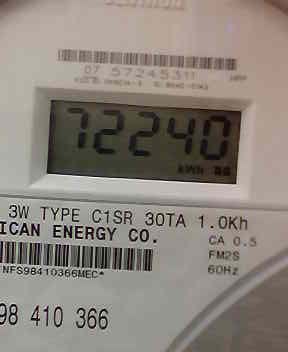 07 57245311
72240
kWh
3W TYPE C1SR 30TA 1.0Kh
ICAN ENERGY CO.
CA 0.5
FM2S
60Hz
NFS98410366MEC*
98 410 366